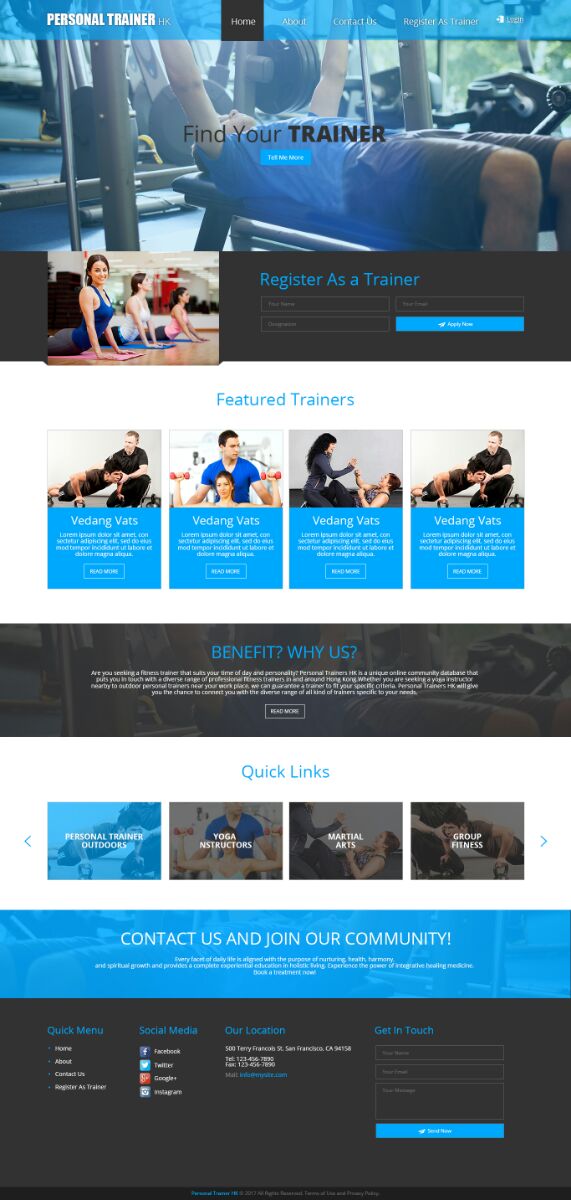 PERSONAL TRAINER HK
Home
About
Contact Us
Register As Trainer
Login
Find Your TRAINER
Tell Me More
Register As a Trainer
Your Name
Your Email
Designation
Apply Now
Featured Trainers
Vedang Vats
Lorem ipsum dolor sit amet, con
sectetur adipiscing elit, sed do eius
mod tempor incididunt ut labore et
dolore magna aliqua.
READ MORE
Vedang Vats
Lorem ipsum dolor sit amet, con
sectetur adipiscing elit, sed do eius
mod tempor incididunt ut labore et
dolore magna aliqua.
READ MORE
Vedang Vats
Lorem ipsum dolor sit amet, con
sectetur adipiscing elit, sed do eius
mod tempor incididunt ut labore et
dolore magna aliqua.
READ MORE
Vedang Vats
Lorem ipsum dolor sit amet, con
sectetur adipiscing elit, sed do eius
mod tempor incididunt ut labore et
dolore magna aliqua.
READ MORE
BENEFIT? WHY US?
Are you seeking a fitness trainer that suits your time of day and personality? Personal Trainers HK is a unique online community database that
puts you in touch with a diverse range of professional fitness trainers in and around Hong Kong.Whether you are seeking a yoga instructor
nearby to outdoor personal trainers near your work place, we can guarantee a trainer to fit your specific criteria. Personal Trainers HK will give
you the chance to connect you with the diverse range of all kind of trainers specific to your needs.
READ MORE
Quick Links
PERSONAL TRAINER
OUTDOORS
YOGA
NSTRUCTORS
MARTIAL
ARTS
GROUP
FITNESS
CONTACT US AND JOIN OUR COMMUNITY!
Every facet of daily life is aligned with the purpose of nurturing, health, harmony,
and spiritual growth and provides a complete experiential education in holistic living. Experience the power of integrative healing medicine.
Book a treatment now!
Quick Menu
Home
About
Contact Us
Register As Trainer
Social Media
Facebook
Twitter
Google+
Instagram
Our Location
500 Terry Francois St. San Francisco, CA 94158
Tel: 123-456-7890
Fax: 123-456-7890
Mail: info@mysite.com
Get In Touch
Your Name
Your Email
Your Message
Send Now
Personal Trainer HK © 2017 All Rights Reserved. Terms of Use and Privacy Policy.